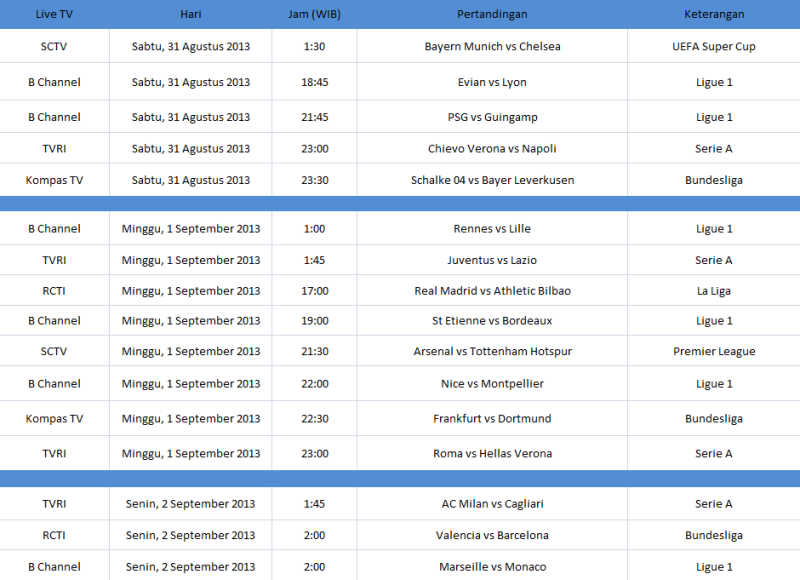 Live TV Hari Jam (WIB) Pertandingan Keterangan
SCTV Sabtu, 31 Agustus 2013 1:30 Bayern Munich vs Chelsea UEFA Super Cup
B Channel Sabtu, 31 Agustus 2013 18:45 Evian vs Lyon Ligue 1
B Channel Sabtu, 31 Agustus 2013 21:45 PSG vs Guingamp Ligue 1
TVRI Sabtu, 31 Agustus 2013 23:00 Chievo Verona vs Napoli Serie A
Kompas TV Sabtu, 31 Agustus 2013 23:30 Schalke 04 vs Bayer Leverkusen Bundesliga
B Channel Minggu, 1 September 2013 1:00 Rennes vs Lille Ligue 1
TVRI Minggu, 1 September 2013 1:45 Juventus vs Lazio Serie A
RCTI Minggu, 1 September 2013 17:00 Real Madrid vs Athletic Bilbao La Liga
B Channel Minggu, 1 September 2013 19:00 St Etienne vs Bordeaux Ligue 1
SCTV Minggu, 1 September 2013 21:30 Arsenal vs Tottenham Hotspur Premier League
B Channel Minggu, 1 September 2013 22:00 Nice vs Montpellier Ligue 1
Kompas TV Minggu, 1 September 2013 22:30 Frankfurt vs Dortmund Bundesliga
TVRI Minggu, 1 September 2013 23:00 Roma vs Hellas Verona Serie A
TVRI Senin, 2 September 2013 1:45 AC Milan vs Cagliari Serie A
RCTI Senin, 2 September 2013 2:00 Valencia vs Barcelona Bundesliga
B Channel Senin, 2 September 2013 2:00 Marseille vs Monaco Ligue 1